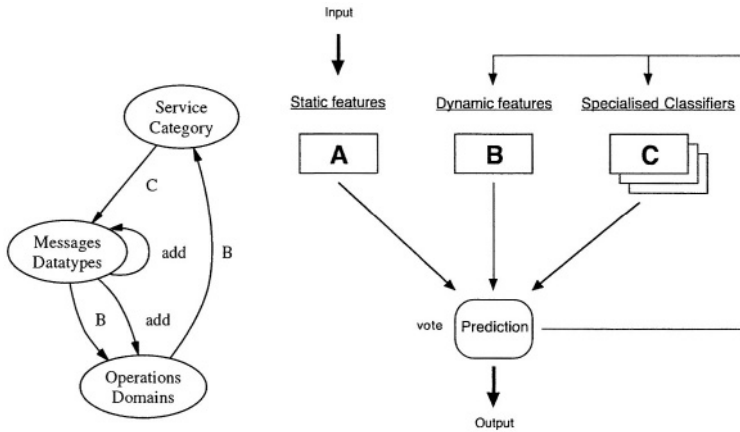 Service
Category
C
Messages
Datatypes
add
B
B
add
Operations
Domains
Input
Static features
Dynamic features
Specialised Classifiers
A
B
C
vote
Prediction
Output